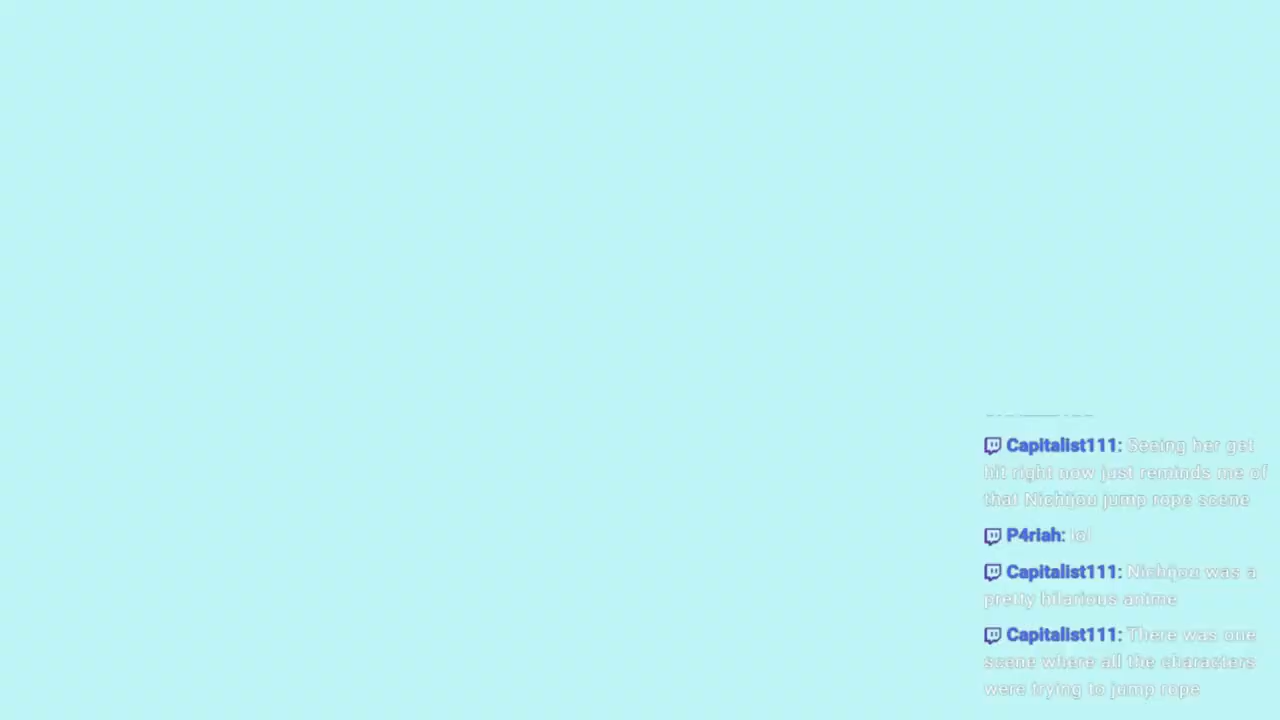 Capitalist111: Seeing her get
hit right now just reminds me of
that Nichijou jump rope scene
P4riah: lol
Capitalist111: Nichijou was a
pretty hilarious anime
Capitalist111: There was one
scene where all the characters
were trying to jump rope